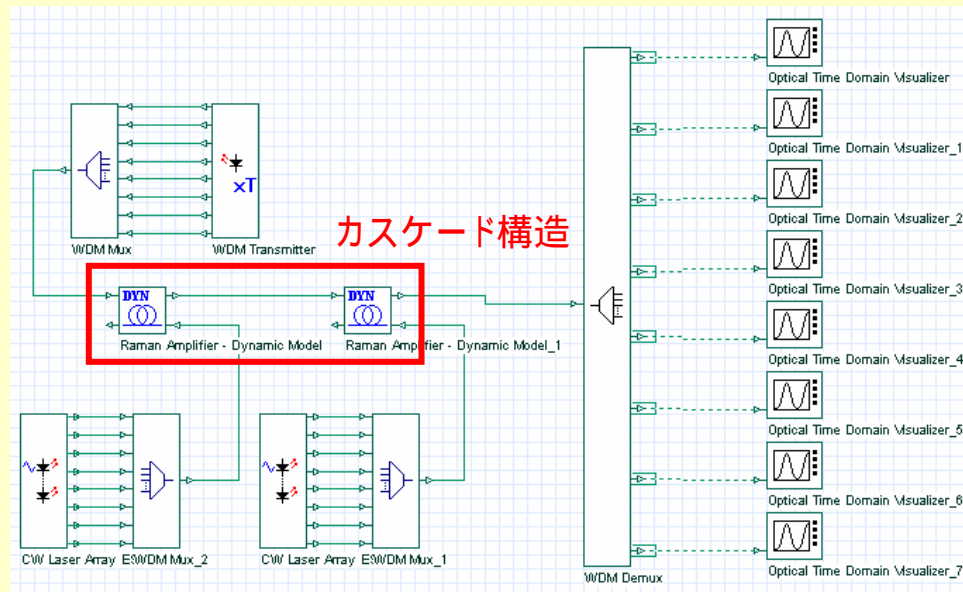 Optical Time Domain Visualizer
Optical Time Domain Visualizer_1
xT
Optical Time Domain Visualizer_2
カスケード構造
WDM Mux
WDM Transmitter
DYN
DYN
Optical Time Domain Visualizer_3
Raman Amplifier - Dynamic Model
Raman Amplifier - Dynamic Model_1
Optical Time Domain Visualizer_4
Optical Time Domain Visualizer_5
Optical Time Domain Visualizer_6
CW Laser Array ESWDM Mux_2
CW Laser Array ESWDM Mux_1
Optical Time Domain Visualizer_7
WDM Demux